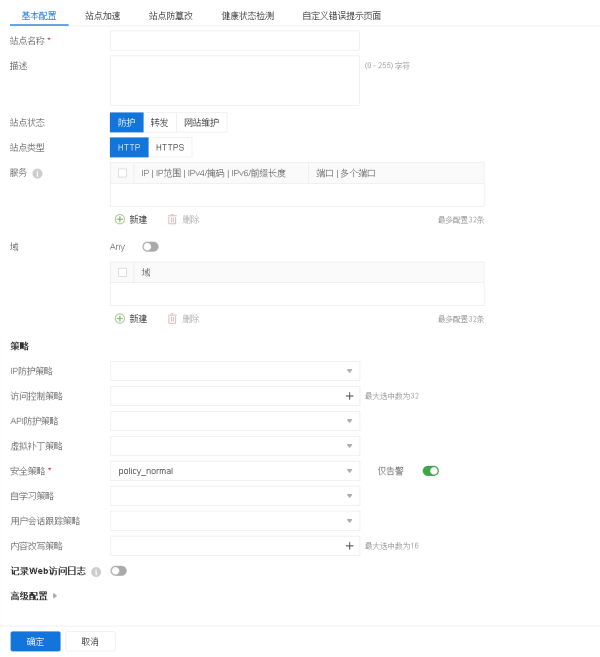 基本配置 站点加速 站点防篡改 健康状态检测 自定义错误提示页面
站点名称 *
描述 (0 - 255) 字符
站点状态 防护 转发 网站维护
站点类型 HTTP HTTPS
服务 IP | IP范围 | IPv4/掩码 | IPv6/前缀长度 端口 | 多个端口
新建 删除 最多配置32条
域 Any
域
新建 删除 最多配置32条
策略
IP防护策略
访问控制策略 最大选中数为32
API防护策略
虚拟补丁策略
安全策略 * policy_normal 仅告警
自学习策略
用户会话跟踪策略
内容改写策略 最大选中数为16
记录Web访问日志
高级配置
确定 取消